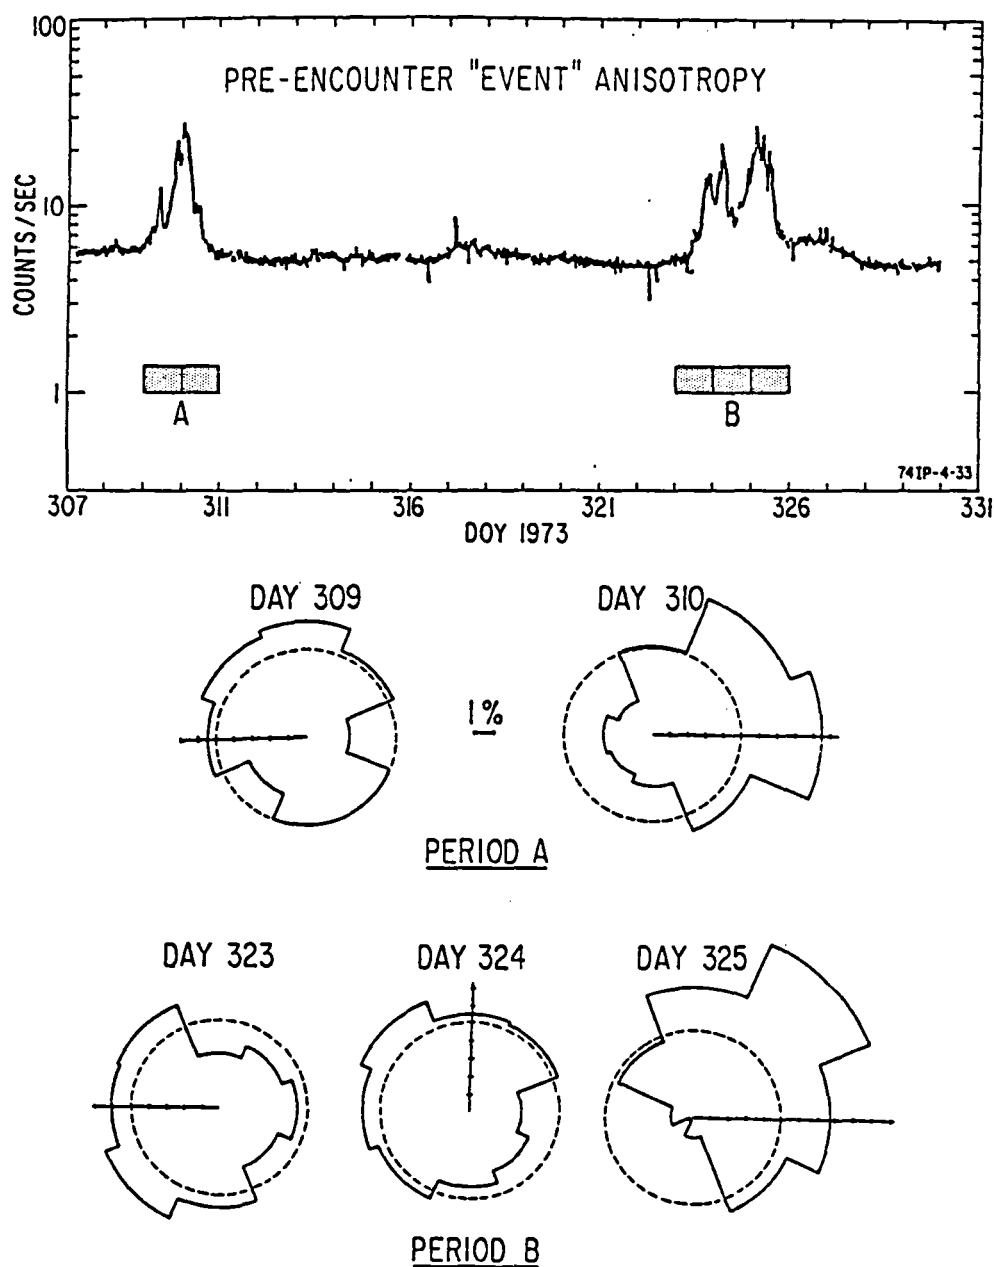 100
PRE-ENCOUNTER "EVENT" ANISOTROPY
COUNTS/SEC
10
1
A
B
74IP-4-33
307 311 316 321 326 331
DOY 1973
DAY 309
DAY 310
1%
PERIOD A
DAY 323
DAY 324
DAY 325
PERIOD B